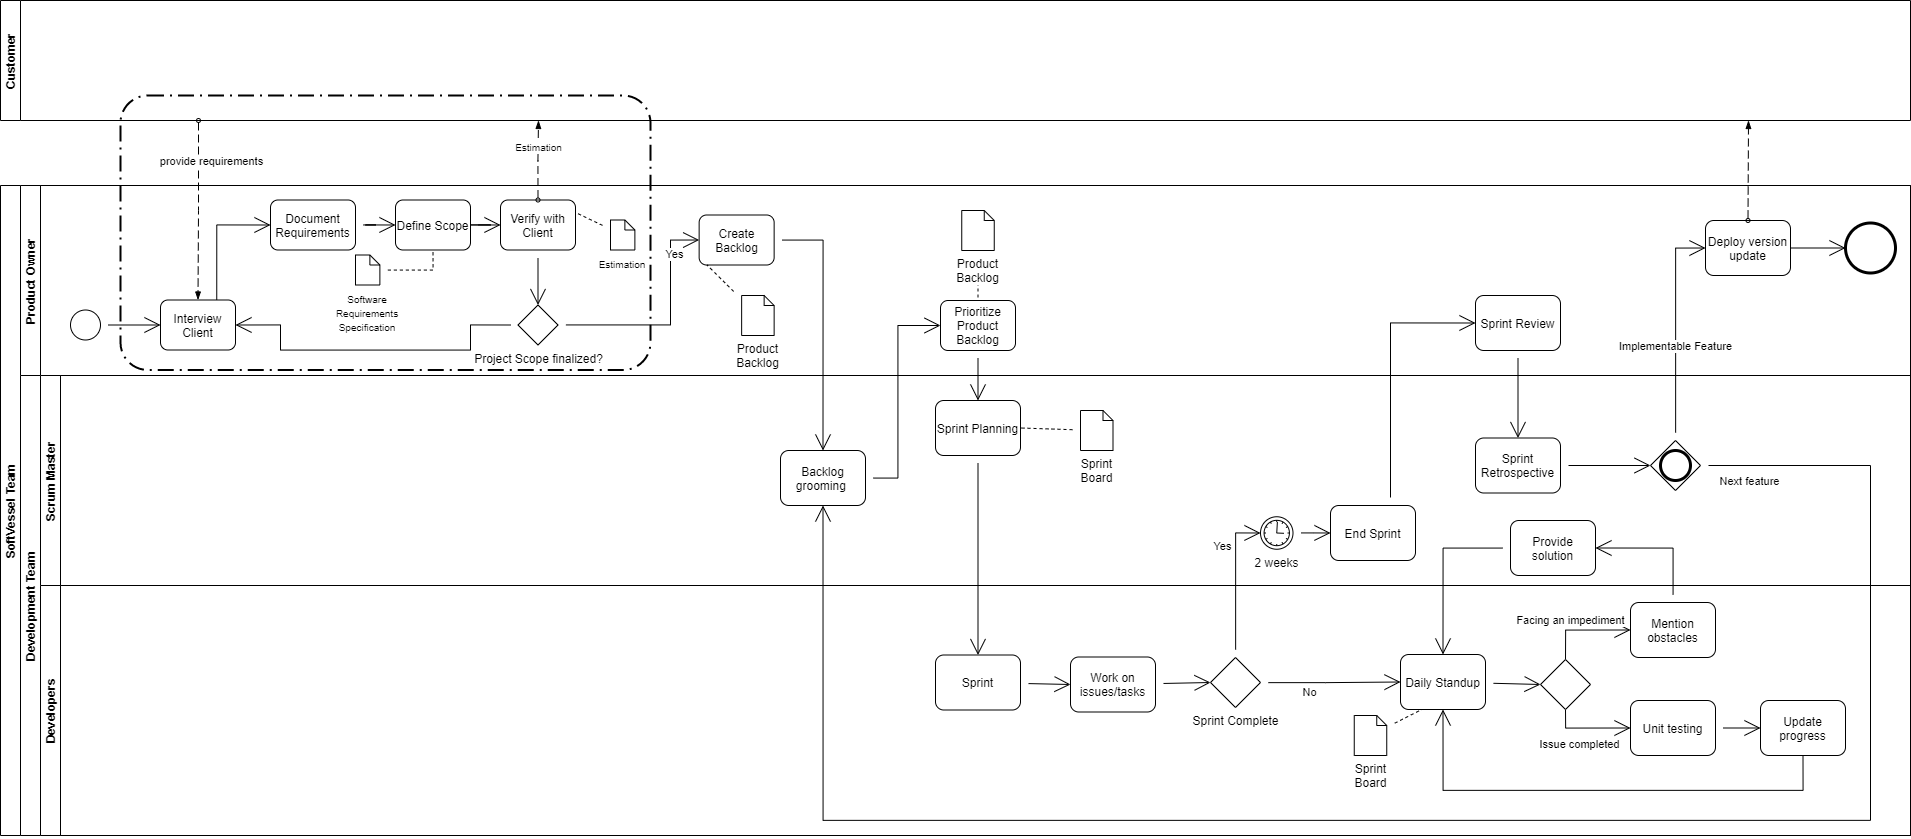 Customer
provide requirements
Estimation
SoftVessel Team
Product Owner
Document
Requirements
Define Scope
Verify with
Client
Software
Requirements
Specification
Estimation
Interview
Client
Project Scope finalized?
Yes
Create
Backlog
Product
Backlog
Product
Backlog
Prioritize
Product
Backlog
Sprint Review
Deploy version
update
Implementable Feature
Development Team
Scrum Master
Backlog
grooming
Sprint Planning
Sprint
Board
Yes
2 weeks
End Sprint
Sprint
Retrospective
Next feature
Provide
solution
Developers
Sprint
Work on
issues/tasks
Sprint Complete
No
Daily Standup
Sprint
Board
Facing an impediment
Mention
obstacles
Issue completed
Unit testing
Update
progress